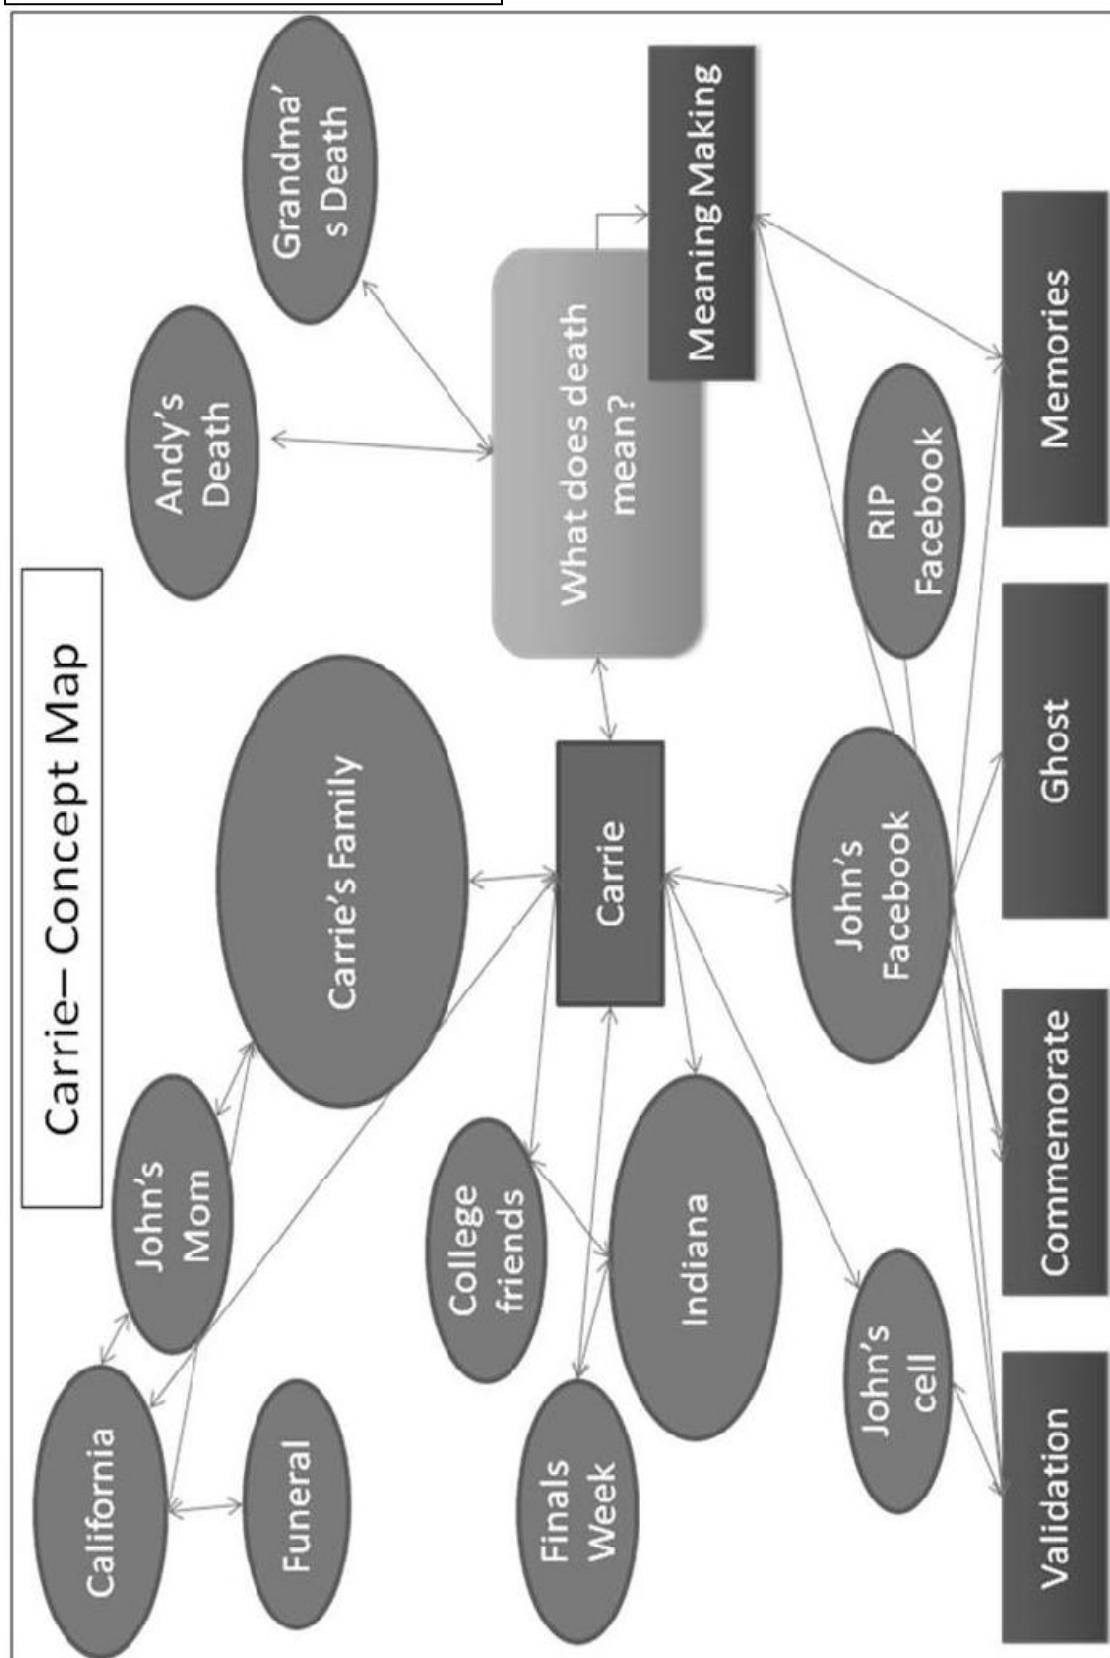 Carrie– Concept Map
California
John's
Mom
Carrie's Family
Andy's
Death
Grandma'
s Death
Funeral
College
friends
Finals
Week
Indiana
Carrie
What does death
mean?
Meaning Making
John's
cell
John's
Facebook
RIP
Facebook
Validation
Commemorate
Ghost
Memories